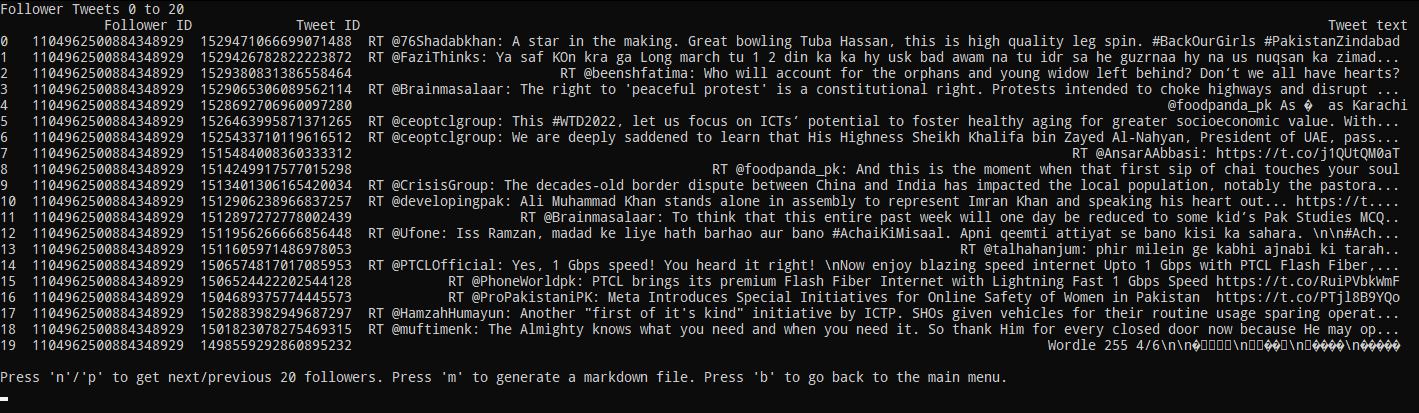 Follower Tweets 0 to 20
Follower ID Tweet ID Tweet text
0 1104962500884348929 1529471066699071488 RT @76Shadabkhan: A star in the making. Great bowling Tuba Hassan, this is high quality leg spin. #BackOurGirls #PakistanZindabad
1 1104962500884348929 1529426782822223872 RT @FaziThinks: Ya saf KOn kra ga Long march tu 1 2 din ka ka hy usk bad awam na tu idr sa he guzrnaa hy na us nuqsan ka zimad...
2 1104962500884348929 1529380831386558464 RT @beenshfatima: Who will account for the orphans and young widow left behind? Don’t we all have hearts?
3 1104962500884348929 1529065306089562114 RT @Brainmasalaar: The right to 'peaceful protest' is a constitutional right. Protests intended to choke highways and disrupt ...
4 1104962500884348929 1528692706960097280 @foodpanda_pk As � as Karachi
5 1104962500884348929 1526463995871371265 RT @ceoptclgroup: This #WTD2022, let us focus on ICTs’ potential to foster healthy aging for greater socioeconomic value. With...
6 1104962500884348929 1525433710119616512 RT @ceoptclgroup: We are deeply saddened to learn that His Highness Sheikh Khalifa bin Zayed Al-Nahyan, President of UAE, pass...
7 1104962500884348929 1515484008360333312 RT @AnsarAAbbasi: https://t.co/j1QUtQM0aT
8 1104962500884348929 1514249917577015298 RT @foodpanda_pk: And this is the moment when that first sip of chai touches your soul
9 1104962500884348929 1513401306165420034 RT @CrisisGroup: The decades-old border dispute between China and India has impacted the local population, notably the pastora...
10 1104962500884348929 1512906238966837257 RT @developingpak: Ali Muhammad Khan stands alone in assembly to represent Imran Khan and speaking his heart out... https://t....
11 1104962500884348929 1512897272778002439 RT @Brainmasalaar: To think that this entire past week will one day be reduced to some kid’s Pak Studies MCQ..
12 1104962500884348929 1511956266666856448 RT @Ufone: Iss Ramzan, madad ke liye hath barhao aur bano #AchaiKiMisaal. Apni qeemti attiyat se bano kisi ka sahara. \n\n#Ach...
13 1104962500884348929 1511605971486978053 RT @talhahanjum: phir milein ge kabhi ajnabi ki tarah..
14 1104962500884348929 1506574817017085953 RT @PTCLOfficial: Yes, 1 Gbps speed! You heard it right! \nNow enjoy blazing speed internet Upto 1 Gbps with PTCL Flash Fiber,...
15 1104962500884348929 1506524422202544128 RT @PhoneWorldpk: PTCL brings its premium Flash Fiber Internet with Lightning Fast 1 Gbps Speed https://t.co/RuiPVbkWmF
16 1104962500884348929 1504689375774445573 RT @ProPakistaniPK: Meta Introduces Special Initiatives for Online Safety of Women in Pakistan https://t.co/PTjl8B9YQo
17 1104962500884348929 1502883982949687297 RT @HamzahHumayun: Another "first of it's kind" initiative by ICTP. SHOs given vehicles for their routine usage sparing operat...
18 1104962500884348929 1501823078275469315 RT @muftimenk: The Almighty knows what you need and when you need it. So thank Him for every closed door now because He may op...
19 1104962500884348929 1498559292860895232 Wordle 255 4/6\n\n
Press 'n'/'p' to get next/previous 20 followers. Press 'm' to generate a markdown file. Press 'b' to go back to the main menu.